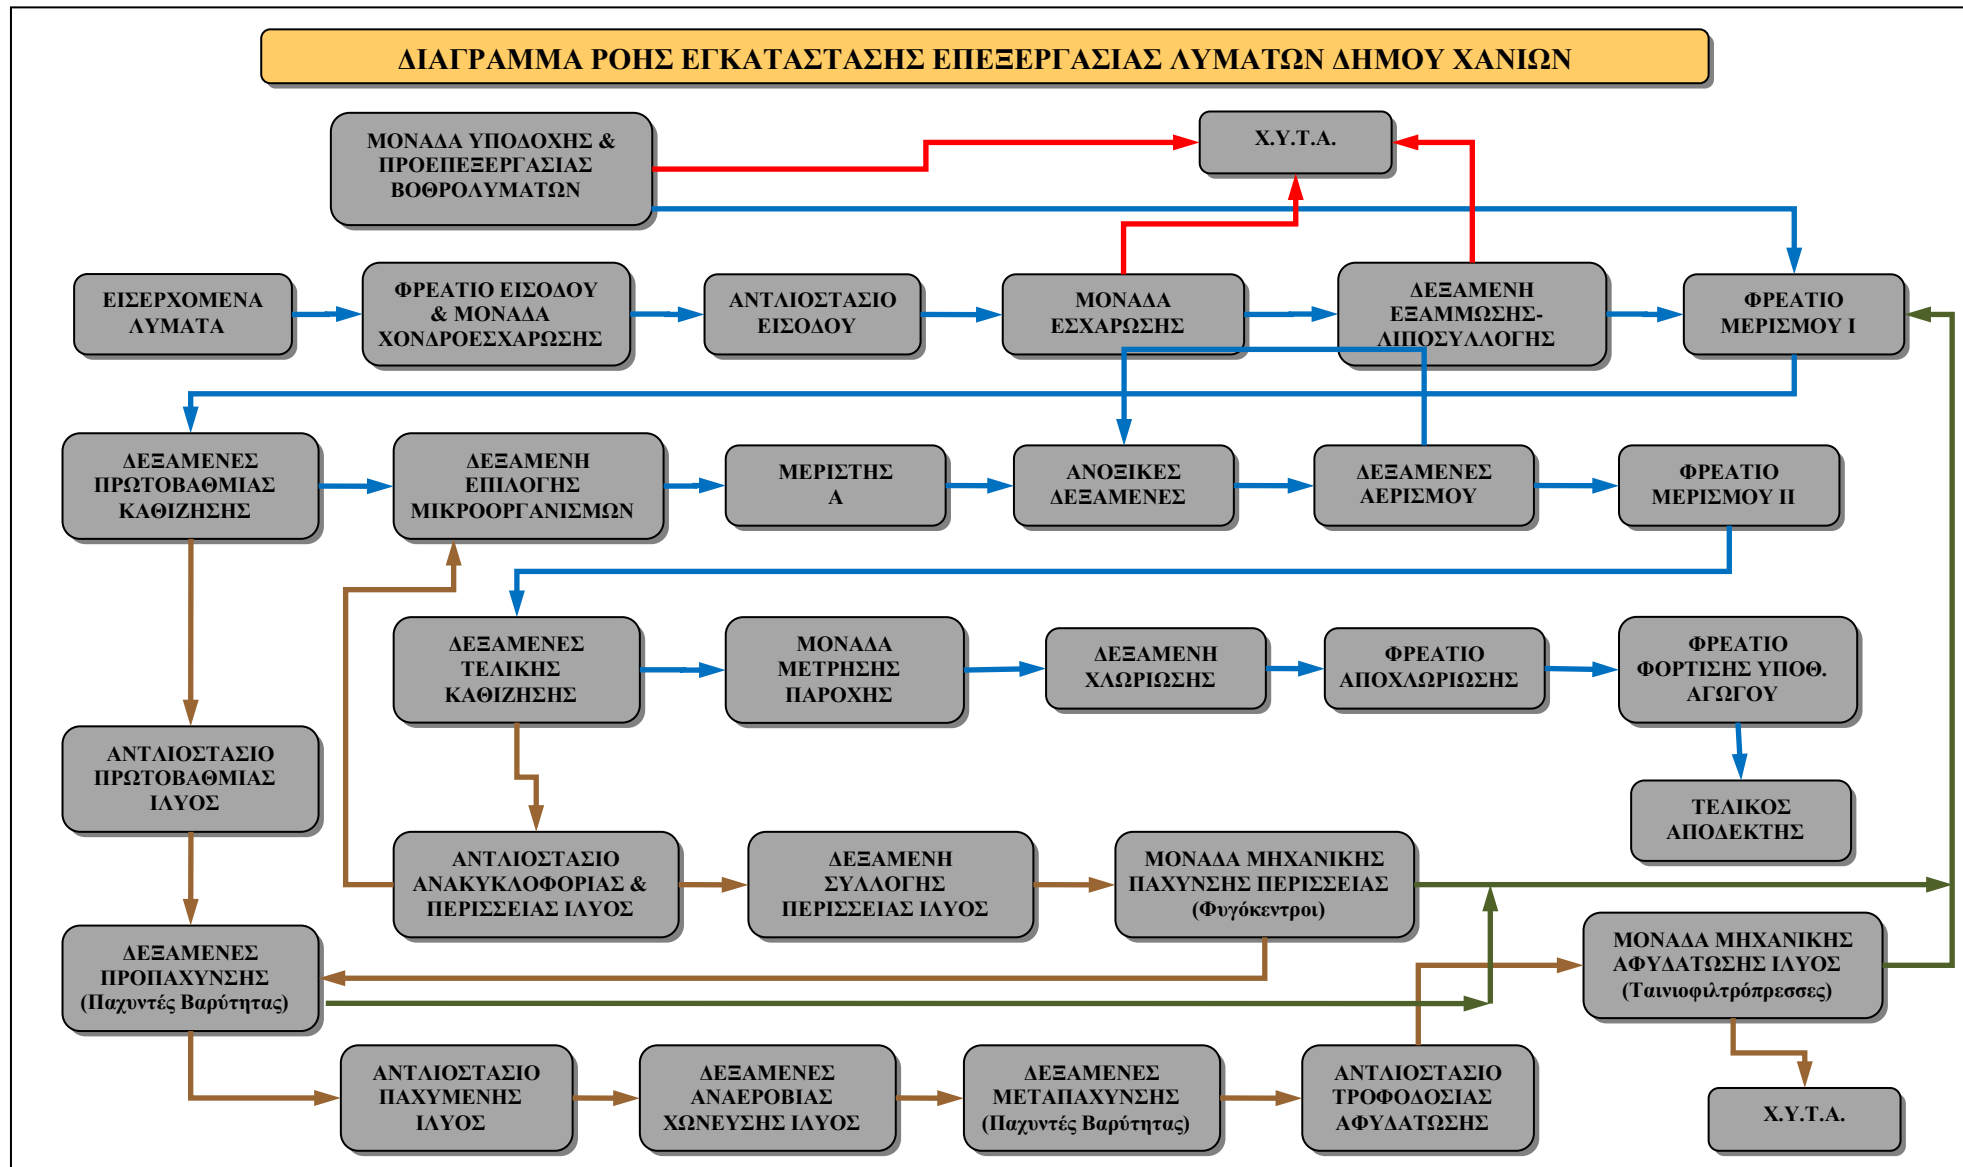 ΔΙΑΓΡΑΜΜΑ ΡΟΗΣ ΕΓΚΑΤΑΣΤΑΣΗΣ ΕΠΕΞΕΡΓΑΣΙΑΣ ΛΥΜΑΤΩΝ ΔΗΜΟΥ ΧΑΝΙΩΝ
ΜΟΝΑΔΑ ΥΠΟΔΟΧΗΣ &
ΠΡΟΕΠΕΞΕΡΓΑΣΙΑΣ
ΒΟΘΡΟΛΥΜΑΤΩΝ
Χ.Υ.Τ.Α.
ΕΙΣΕΡΧΟΜΕΝΑ
ΛΥΜΑΤΑ
ΦΡΕΑΤΙΟ ΕΙΣΟΔΟΥ
& ΜΟΝΑΔΑ
ΧΟΝΔΡΟΕΣΧΑΡΩΣΗΣ
ΑΝΤΛΙΟΣΤΑΣΙΟ
ΕΙΣΟΔΟΥ
ΜΟΝΑΔΑ
ΕΣΧΑΡΩΣΗΣ
ΔΕΞΑΜΕΝΗ
ΕΞΑΜΜΩΣΗΣ-
ΛΙΠΟΣΥΛΛΟΓΗΣ
ΦΡΕΑΤΙΟ
ΜΕΡΙΣΜΟΥ Ι
ΔΕΞΑΜΕΝΕΣ
ΠΡΩΤΟΒΑΘΜΙΑΣ
ΚΑΘΙΖΗΣΗΣ
ΔΕΞΑΜΕΝΗ
ΕΠΙΛΟΓΗΣ
ΜΙΚΡΟΟΡΓΑΝΙΣΜΩΝ
ΜΕΡΙΣΤΗΣ
Α
ΑΝΟΞΙΚΕΣ
ΔΕΞΑΜΕΝΕΣ
ΔΕΞΑΜΕΝΕΣ
ΑΕΡΙΣΜΟΥ
ΦΡΕΑΤΙΟ
ΜΕΡΙΣΜΟΥ ΙΙ
ΔΕΞΑΜΕΝΕΣ
ΤΕΛΙΚΗΣ
ΚΑΘΙΖΗΣΗΣ
ΜΟΝΑΔΑ
ΜΕΤΡΗΣΗΣ
ΠΑΡΟΧΗΣ
ΔΕΞΑΜΕΝΗ
ΧΛΩΡΙΩΣΗΣ
ΦΡΕΑΤΙΟ
ΑΠΟΧΛΩΡΙΩΣΗΣ
ΦΡΕΑΤΙΟ
ΦΟΡΤΙΣΗΣ ΥΠΟΘ.
ΑΓΩΓΟΥ
ΑΝΤΛΙΟΣΤΑΣΙΟ
ΠΡΩΤΟΒΑΘΜΙΑΣ
ΙΛΥΟΣ
ΤΕΛΙΚΟΣ
ΑΠΟΔΕΚΤΗΣ
ΑΝΤΛΙΟΣΤΑΣΙΟ
ΑΝΑΚΥΚΛΟΦΟΡΙΑΣ &
ΠΕΡΙΣΣΕΙΑΣ ΙΛΥΟΣ
ΔΕΞΑΜΕΝΗ
ΣΥΛΛΟΓΗΣ
ΠΕΡΙΣΣΕΙΑΣ ΙΛΥΟΣ
ΜΟΝΑΔΑ ΜΗΧΑΝΙΚΗΣ
ΠΑΧΥΝΣΗΣ ΠΕΡΙΣΣΕΙΑΣ
(Φυγόκεντροι)
ΔΕΞΑΜΕΝΕΣ
ΠΡΟΠΑΧΥΝΣΗΣ
(Παχυντές Βαρύτητας)
ΜΟΝΑΔΑ ΜΗΧΑΝΙΚΗΣ
ΑΦΥΔΑΤΩΣΗΣ ΙΛΥΟΣ
(Ταινιοφιλτρόπρεσσες)
ΑΝΤΛΙΟΣΤΑΣΙΟ
ΠΑΧΥΜΕΝΗΣ
ΙΛΥΟΣ
ΔΕΞΑΜΕΝΕΣ
ΑΝΑΕΡΟΒΙΑΣ
ΧΩΝΕΥΣΗΣ ΙΛΥΟΣ
ΔΕΞΑΜΕΝΕΣ
ΜΕΤΑΠΑΧΥΝΣΗΣ
(Παχυντές Βαρύτητας)
ΑΝΤΛΙΟΣΤΑΣΙΟ
ΤΡΟΦΟΔΟΣΙΑΣ
ΑΦΥΔΑΤΩΣΗΣ
Χ.Υ.Τ.Α.